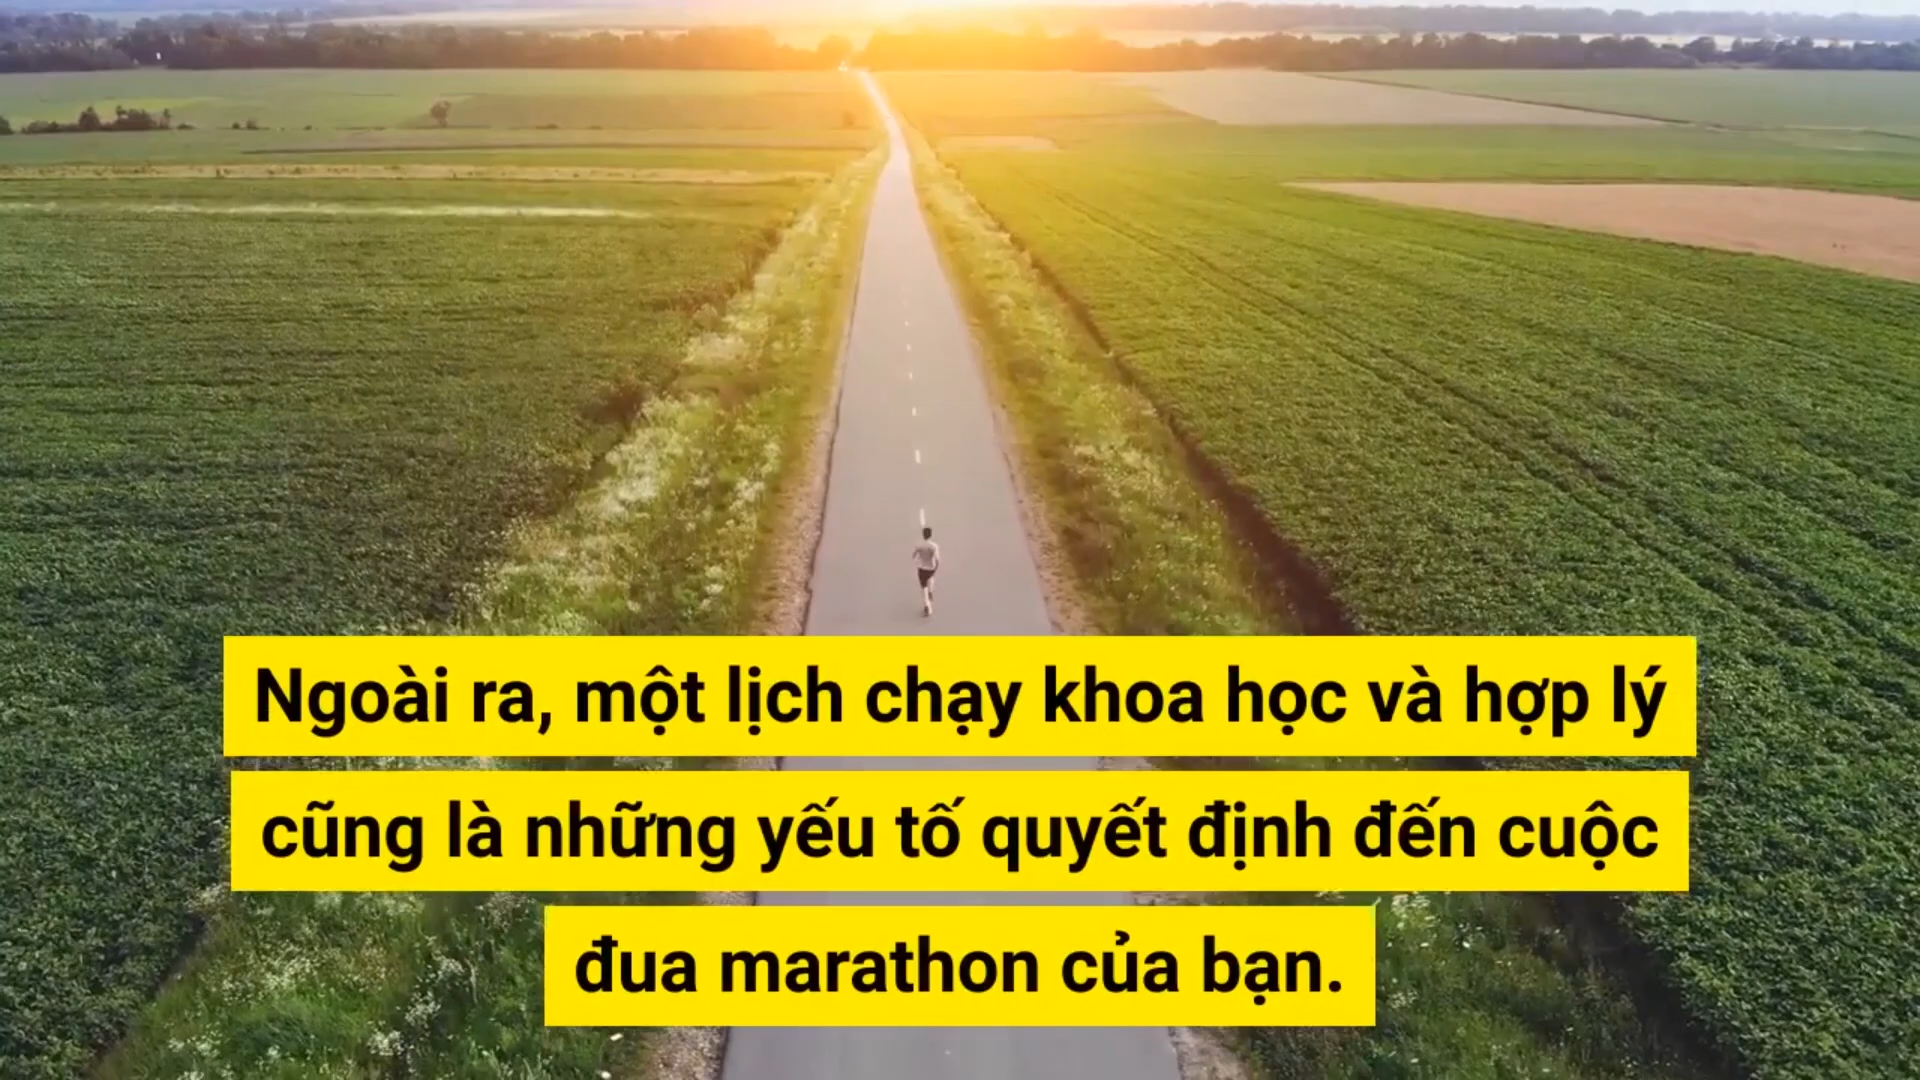 Ngoài ra, một lịch chạy khoa học và hợp lý
cũng là những yếu tố quyết định đến cuộc
đua marathon của bạn.